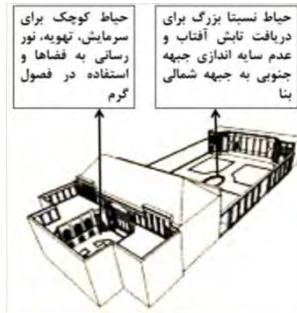 حیاط نسبتا بزرگ برای
دریافت تابش آفتاب و
عدم سایه اندازی جبهه
جنوبی به جبهه شمالی
بنا
حیاط کوچک برای
سرمایش، تهویه، نور
رسانی به فضاها و
استفاده در فصول
گرم